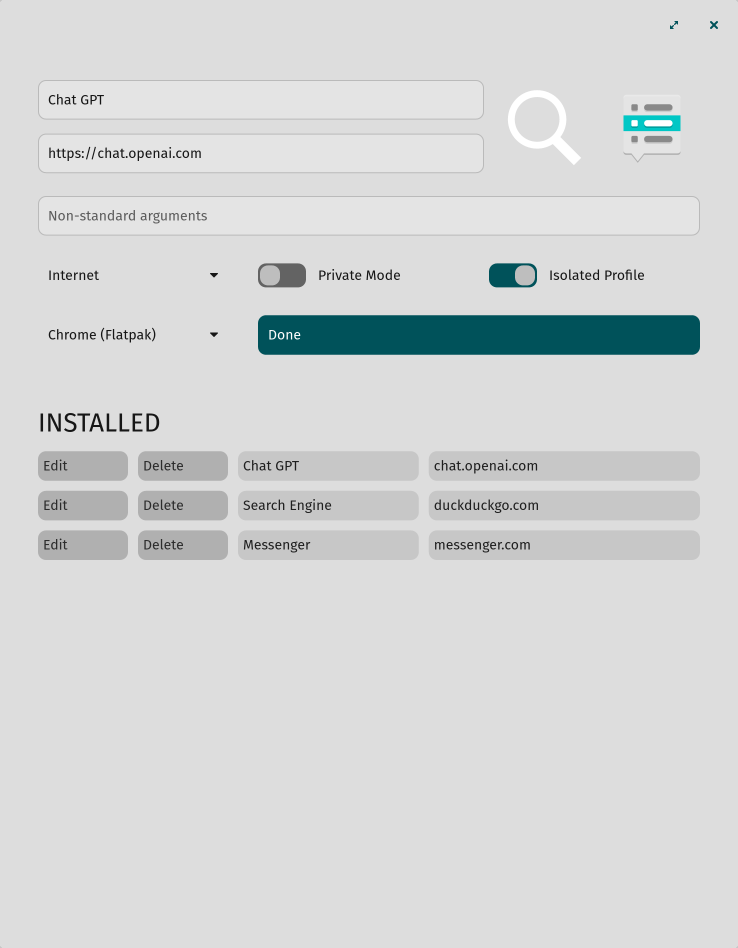 Chat GPT
https://chat.openai.com
Non-standard arguments
Internet
Private Mode
Isolated Profile
Chrome (Flatpak)
Done
INSTALLED
Edit Delete Chat GPT chat.openai.com
Edit Delete Search Engine duckduckgo.com
Edit Delete Messenger messenger.com